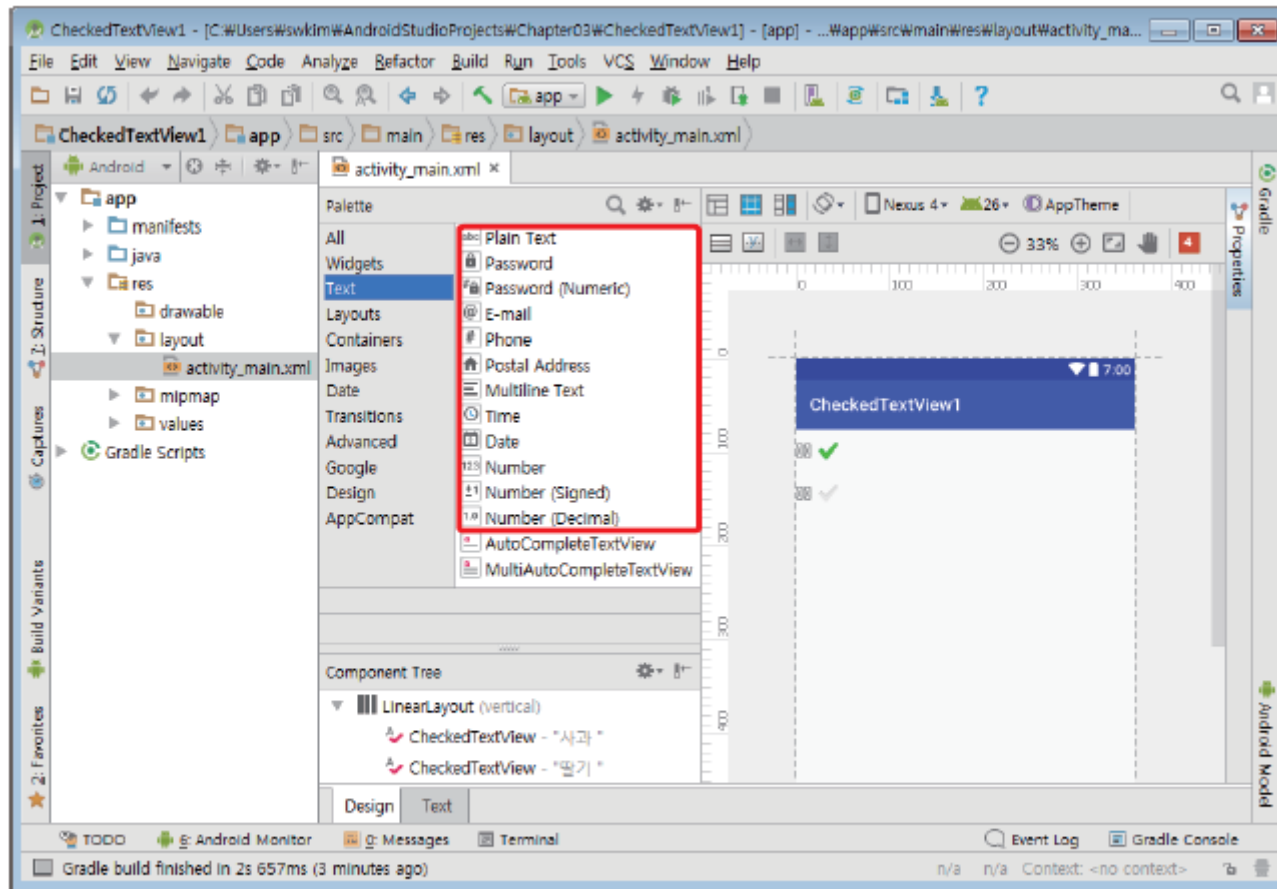 CheckedTextView1 - [C:₩Users₩swkim₩AndroidStudioProjects₩Chapter03₩CheckedTextView1] - [app] - ...₩app₩src₩main₩res₩layout₩activity_ma...
File Edit View Navigate Code Analyze Refactor Build Run Tools VCS Window Help
app
CheckedTextView1 app src main res layout activity_main.xml
1: Project
Z: Structure
Captures
Build Variants
2: Favorites
Android
app
manifests
java
res
drawable
layout
activity_main.xml
mipmap
values
Gradle Scripts
activity_main.xml
Palette
All
Widgets
Text
Layouts
Containers
Images
Date
Transitions
Advanced
Google
Design
AppCompat
Plain Text
Password
Password (Numeric)
E-mail
Phone
Postal Address
Multiline Text
Time
Date
Number
Number (Signed)
Number (Decimal)
AutoCompleteTextView
MultiAutoCompleteTextView
Component Tree
LinearLayout (vertical)
CheckedTextView - "사과 "
CheckedTextView - "딸기 "
Design Text
Nexus 4 26 AppTheme
33% 4
0 100 200 300 400
0
100
200
300
400
7:00
CheckedTextView1
Gradle
Properties
Android Model
TODO 6: Android Monitor 0: Messages Terminal Event Log Gradle Console
Gradle build finished in 2s 657ms (3 minutes ago) n/a n/a Context: <no context>